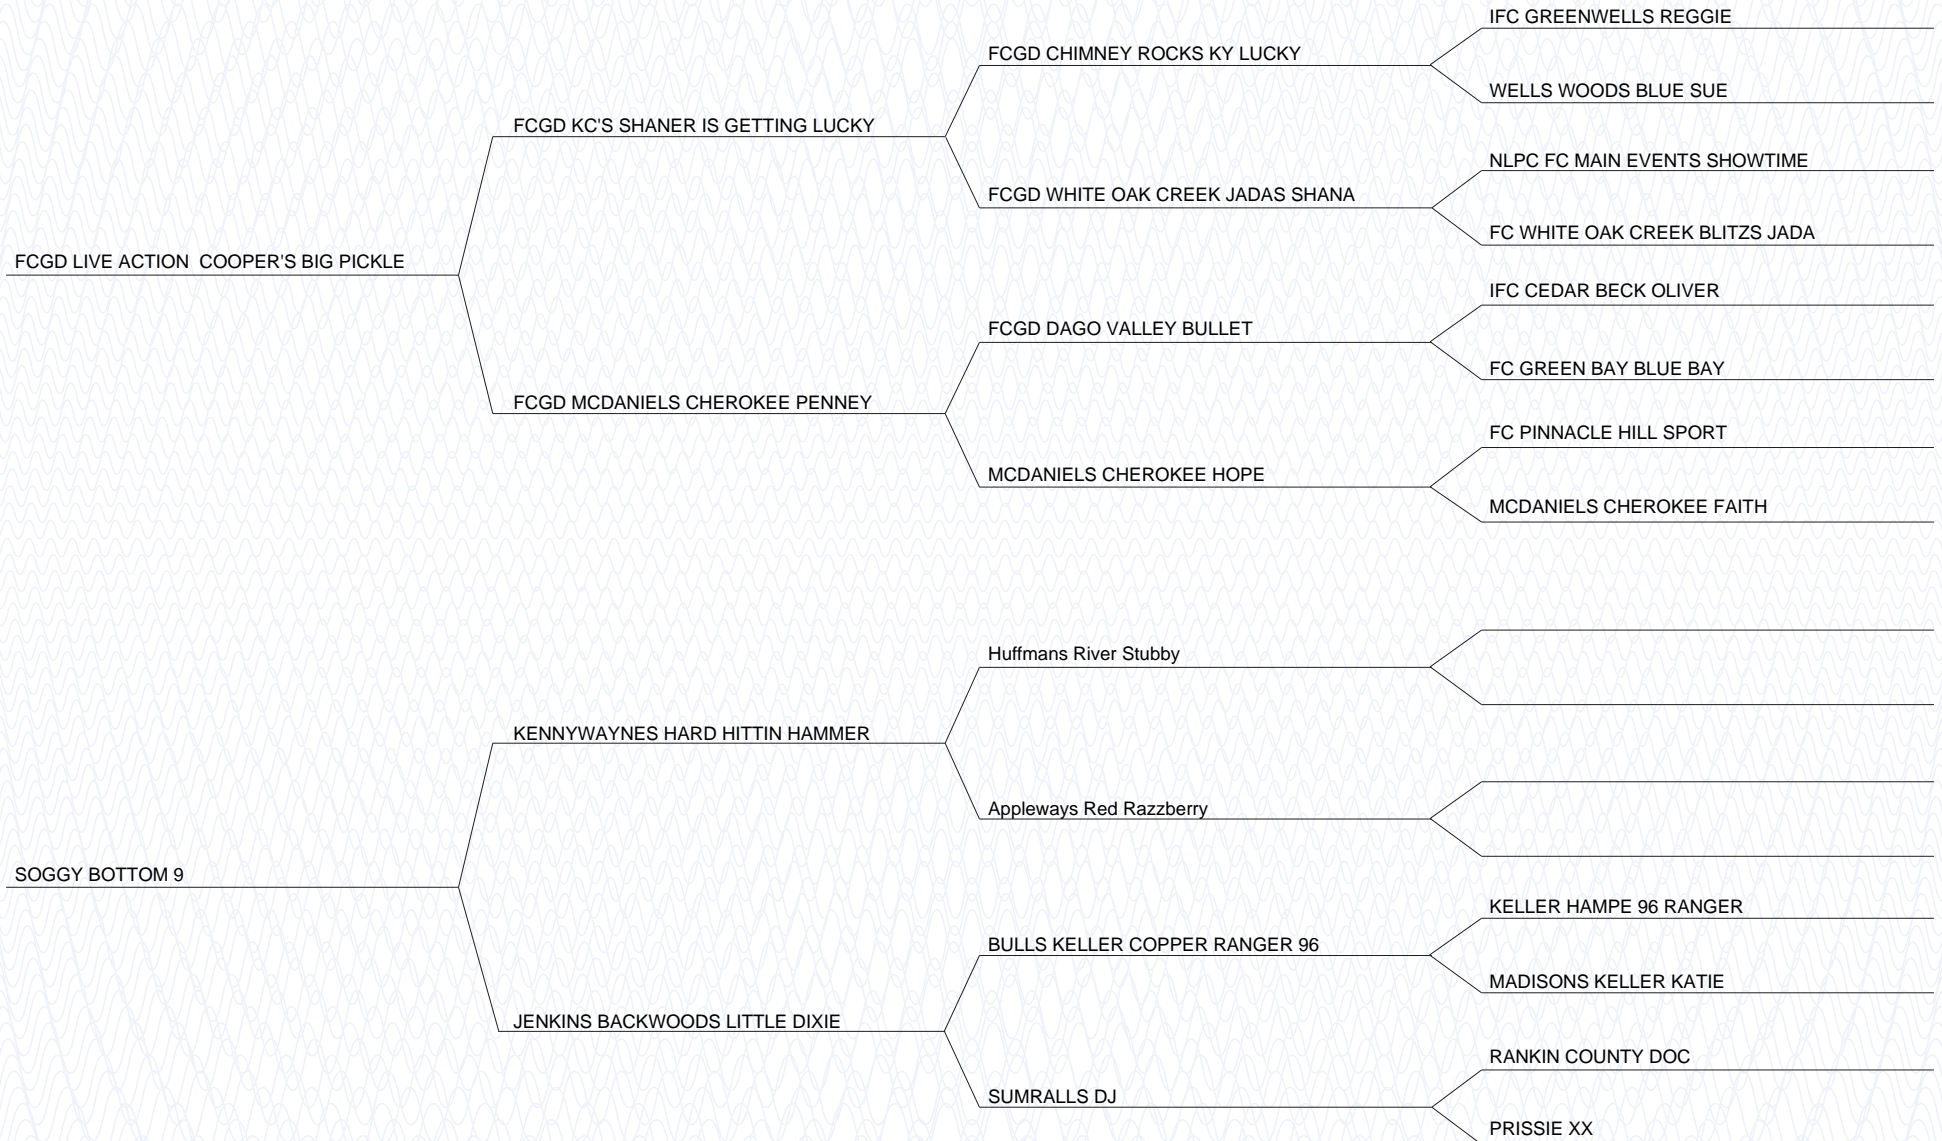 IFC GREENWELLS REGGIE
FCGD CHIMNEY ROCKS KY LUCKY
WELLS WOODS BLUE SUE
FCGD KC'S SHANER IS GETTING LUCKY
NLPC FC MAIN EVENTS SHOWTIME
FCGD WHITE OAK CREEK JADAS SHANA
FC WHITE OAK CREEK BLITZS JADA
FCGD LIVE ACTION  COOPER'S BIG PICKLE
IFC CEDAR BECK OLIVER
FCGD DAGO VALLEY BULLET
FC GREEN BAY BLUE BAY
FCGD MCDANIELS CHEROKEE PENNEY
FC PINNACLE HILL SPORT
MCDANIELS CHEROKEE HOPE
MCDANIELS CHEROKEE FAITH
Huffmans River Stubby
KENNYWAYNES HARD HITTIN HAMMER
Appleways Red Razzberry
SOGGY BOTTOM 9
KELLER HAMPE 96 RANGER
BULLS KELLER COPPER RANGER 96
MADISONS KELLER KATIE
JENKINS BACKWOODS LITTLE DIXIE
RANKIN COUNTY DOC
SUMRALLS DJ
PRISSIE XX